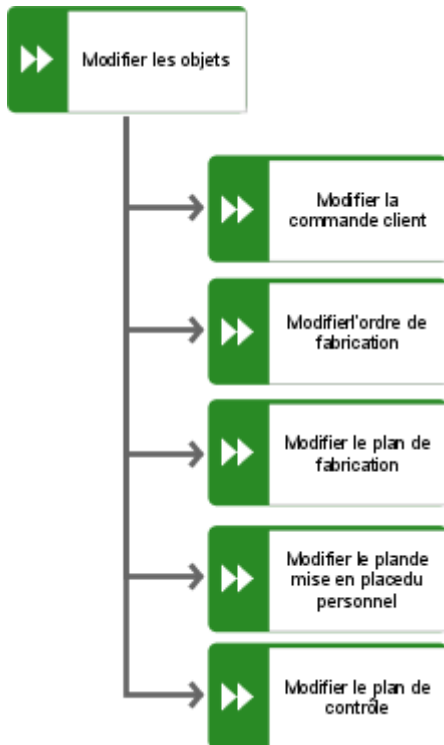 Modifier les objets
Modifier la
commande client
Modifierl'ordre de
fabrication
Modifier le plan de
fabrication
Modifier le plande
mise en placedu
personnel
Modifier le plan de
contrôle